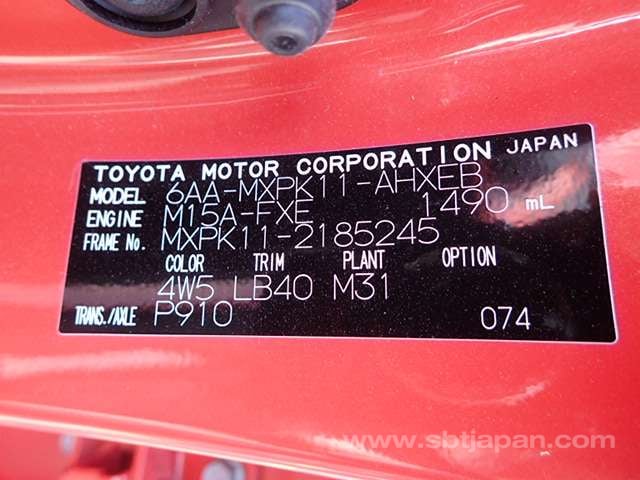 TOYOTA MOTOR CORPORATION JAPAN
MODEL 6AA-MXPK11-AHXEB
ENGINE M15A-FXE 1490 mL
FRAME No. MXPK11-2185245
COLOR TRIM PLANT OPTION
4W5 LB40 M31
TRANS./AXLE P910 074
www.sbtjapan.com